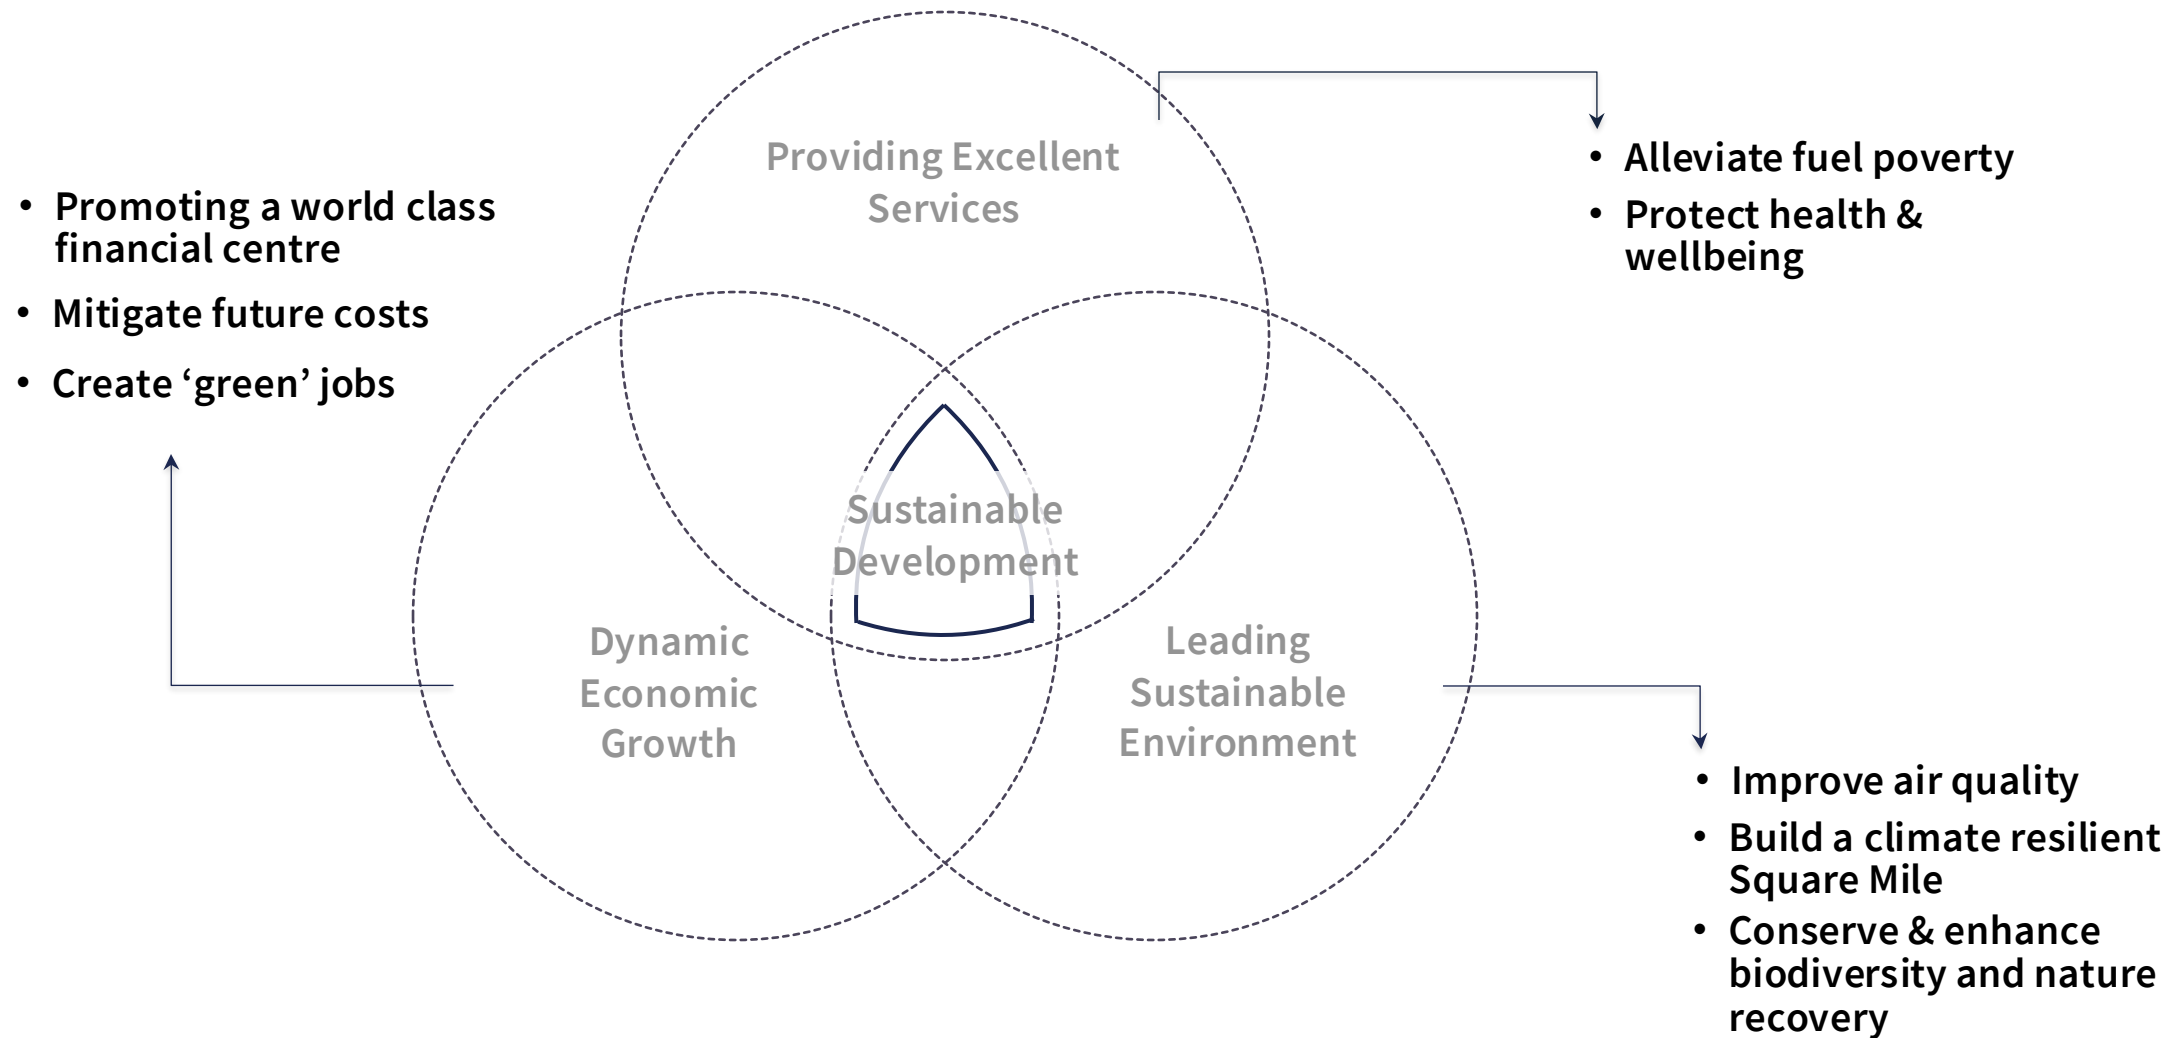 Providing Excellent
Services
• Alleviate fuel poverty
• Protect health &
wellbeing
• Promoting a world class
financial centre
• Mitigate future costs
• Create ‘green’ jobs
Sustainable
Development
Dynamic
Economic
Growth
Leading
Sustainable
Environment
• Improve air quality
• Build a climate resilient
Square Mile
• Conserve & enhance
biodiversity and nature
recovery